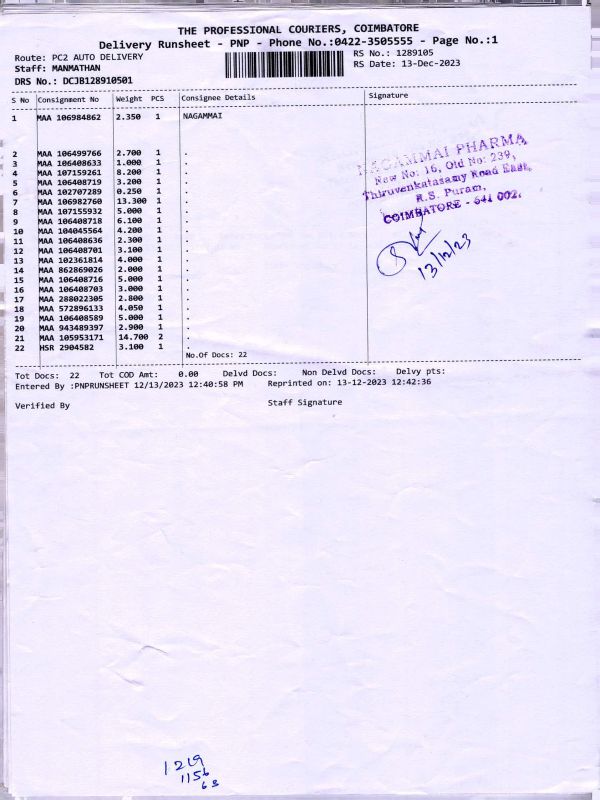 THE PROFESSIONAL COURIERS, COIMBATORE
Delivery Runsheet - PNP - Phone No.:0422-3505555 - Page No.:1
Route: PC2 AUTO DELIVERY
RS No.: 1289105
Staff: MANMATHAN
RS Date: 13-Dec-2023
DRS No.: DCJB128910501
S No Consignment No Weight PCS Consignee Details Signature
1 MAA 106984862 2.350 1 NAGAMMAI
2 MAA 106499766 2.700 1 .
3 MAA 106408633 1.000 1 .
4 MAA 107159261 8.200 1 .
5 MAA 106408719 3.200 1 .
6 MAA 102707289 0.250 1 .
7 MAA 106982760 13.300 1 .
8 MAA 107155932 5.000 1 .
9 MAA 106408718 6.100 1 .
10 MAA 104045564 4.200 1 .
11 MAA 106408636 2.300 1 .
12 MAA 106408701 3.100 1 .
13 MAA 102361814 4.000 1 .
14 MAA 862869026 2.000 1 .
15 MAA 106408716 5.000 1 .
16 MAA 106408703 3.000 1 .
17 MAA 288022305 2.800 1 .
18 MAA 572896133 4.050 1 .
19 MAA 106408589 5.000 1 .
20 MAA 943489397 2.900 1 .
21 MAA 105953171 14.700 2 .
22 HSR 2904582 3.100 1 .
NAGAMMAI PHARMA
New No: 16, Old No: 239,
Thiruvenkatasamy Road East,
R.S. Puram,
COIMBATORE - 641 002.
13/12/23
No.Of Docs: 22
Tot Docs: 22 Tot COD Amt: 0.00 Delvd Docs: Non Delvd Docs: Delvy pts:
Entered By :PNPRUNSHEET 12/13/2023 12:40:58 PM Reprinted on: 13-12-2023 12:42:36
Verified By Staff Signature
1219
1156
63